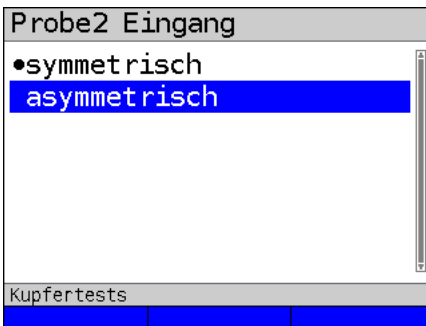 Probe2 Eingang
•symmetrisch
asymmetrisch
Kupfertests